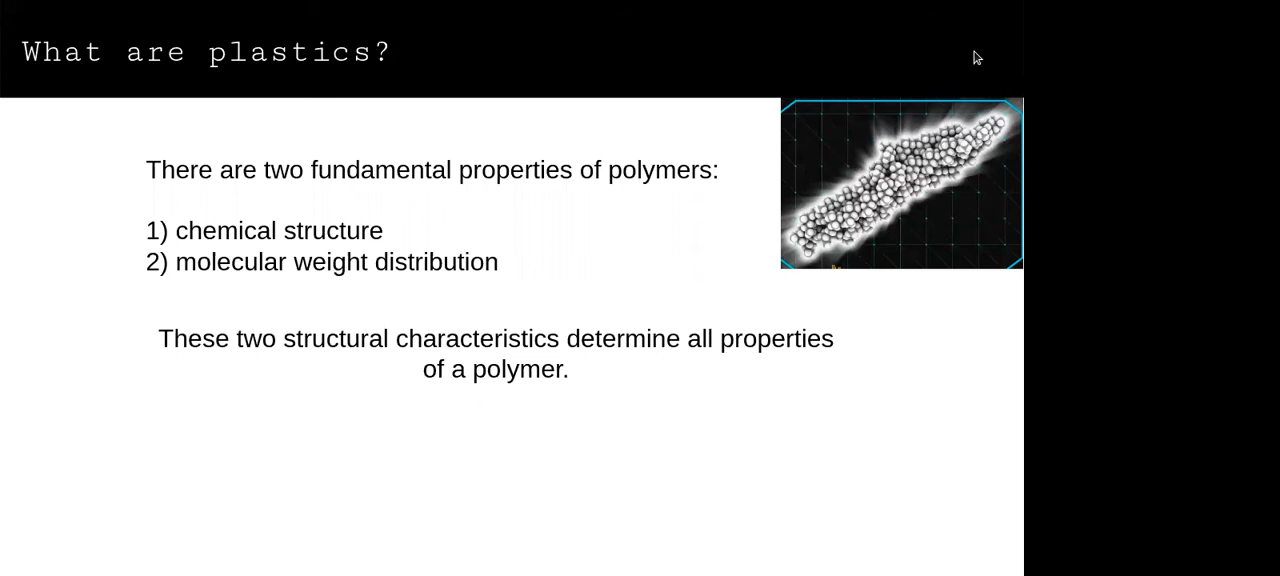 What are plastics?
There are two fundamental properties of polymers:
1) chemical structure
2) molecular weight distribution
These two structural characteristics determine all properties
of a polymer.